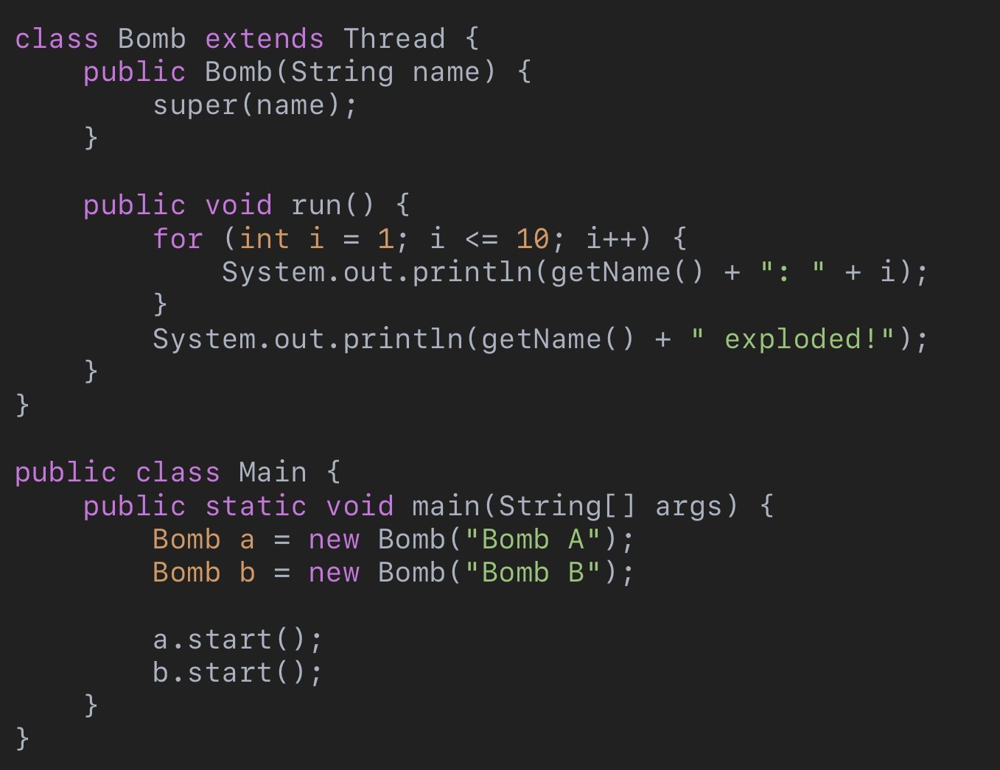 class Bomb extends Thread {
    public Bomb(String name) {
        super(name);
    }

    public void run() {
        for (int i = 1; i <= 10; i++) {
            System.out.println(getName() + ": " + i);
        }
        System.out.println(getName() + " exploded!");
    }
}

public class Main {
    public static void main(String[] args) {
        Bomb a = new Bomb("Bomb A");
        Bomb b = new Bomb("Bomb B");

        a.start();
        b.start();
    }
}